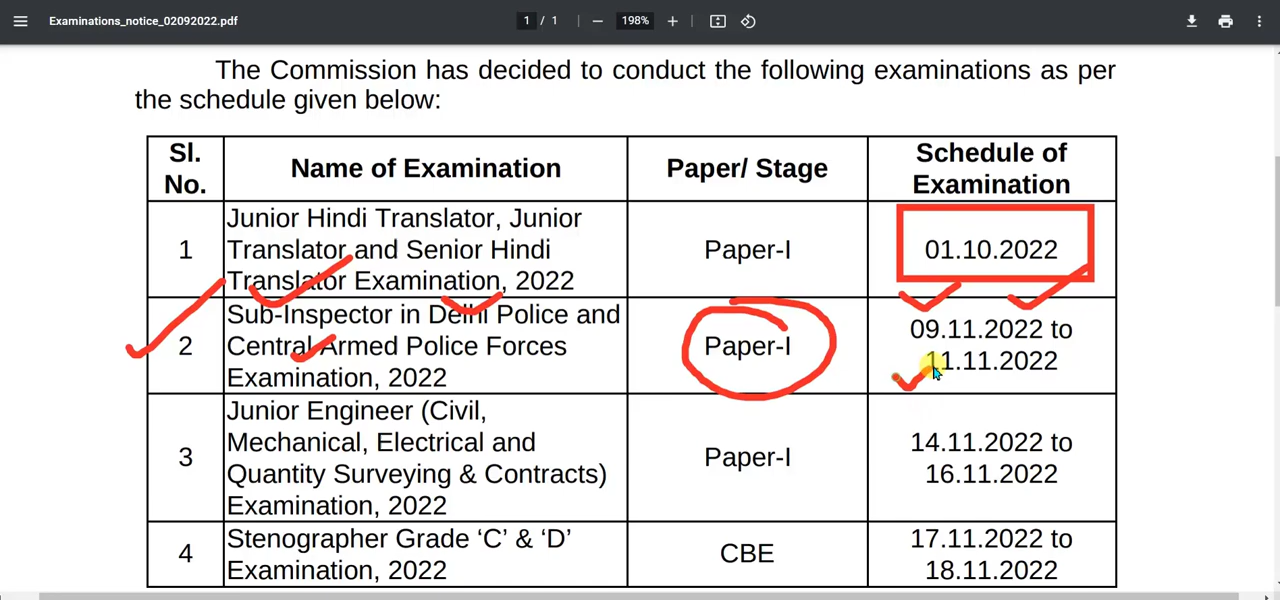 Examinations_notice_02092022.pdf
1 / 1
198%
The Commission has decided to conduct the following examinations as per
the schedule given below:
Sl. No.
Name of Examination
Paper/ Stage
Schedule of Examination
1
Junior Hindi Translator, Junior
Translator and Senior Hindi
Translator Examination, 2022
Paper-I
01.10.2022
2
Sub-Inspector in Delhi Police and
Central Armed Police Forces
Examination, 2022
Paper-I
09.11.2022 to
11.11.2022
3
Junior Engineer (Civil,
Mechanical, Electrical and
Quantity Surveying & Contracts)
Examination, 2022
Paper-I
14.11.2022 to
16.11.2022
4
Stenographer Grade ‘C’ & ‘D’
Examination, 2022
CBE
17.11.2022 to
18.11.2022